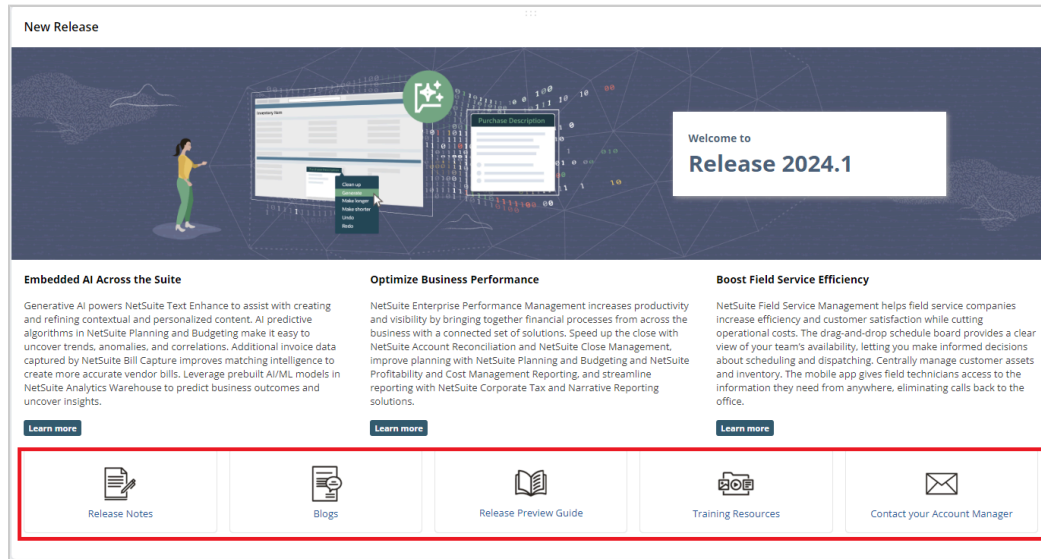 New Release
Inventory Item
Purchase Description
Clean up
Generate
Make longer
Make shorter
Undo
Redo
Welcome to
Release 2024.1
Embedded AI Across the Suite
Generative AI powers NetSuite Text Enhance to assist with creating
and refining contextual and personalized content. AI predictive
algorithms in NetSuite Planning and Budgeting make it easy to
uncover trends, anomalies, and correlations. Additional invoice data
captured by NetSuite Bill Capture improves matching intelligence to
create more accurate vendor bills. Leverage prebuilt AI/ML models in
NetSuite Analytics Warehouse to predict business outcomes and
uncover insights.
Learn more
Optimize Business Performance
NetSuite Enterprise Performance Management increases productivity
and visibility by bringing together financial processes from across the
business with a connected set of solutions. Speed up the close with
NetSuite Account Reconciliation and NetSuite Close Management,
improve planning with NetSuite Planning and Budgeting and NetSuite
Profitability and Cost Management Reporting, and streamline
reporting with NetSuite Corporate Tax and Narrative Reporting
solutions.
Learn more
Boost Field Service Efficiency
NetSuite Field Service Management helps field service companies
increase efficiency and customer satisfaction while cutting
operational costs. The drag-and-drop schedule board provides a clear
view of your team's availability, letting you make informed decisions
about scheduling and dispatching. Centrally manage customer assets
and inventory. The mobile app gives field technicians access to the
information they need from anywhere, eliminating calls back to the
office.
Learn more
Release Notes
Blogs
Release Preview Guide
Training Resources
Contact your Account Manager